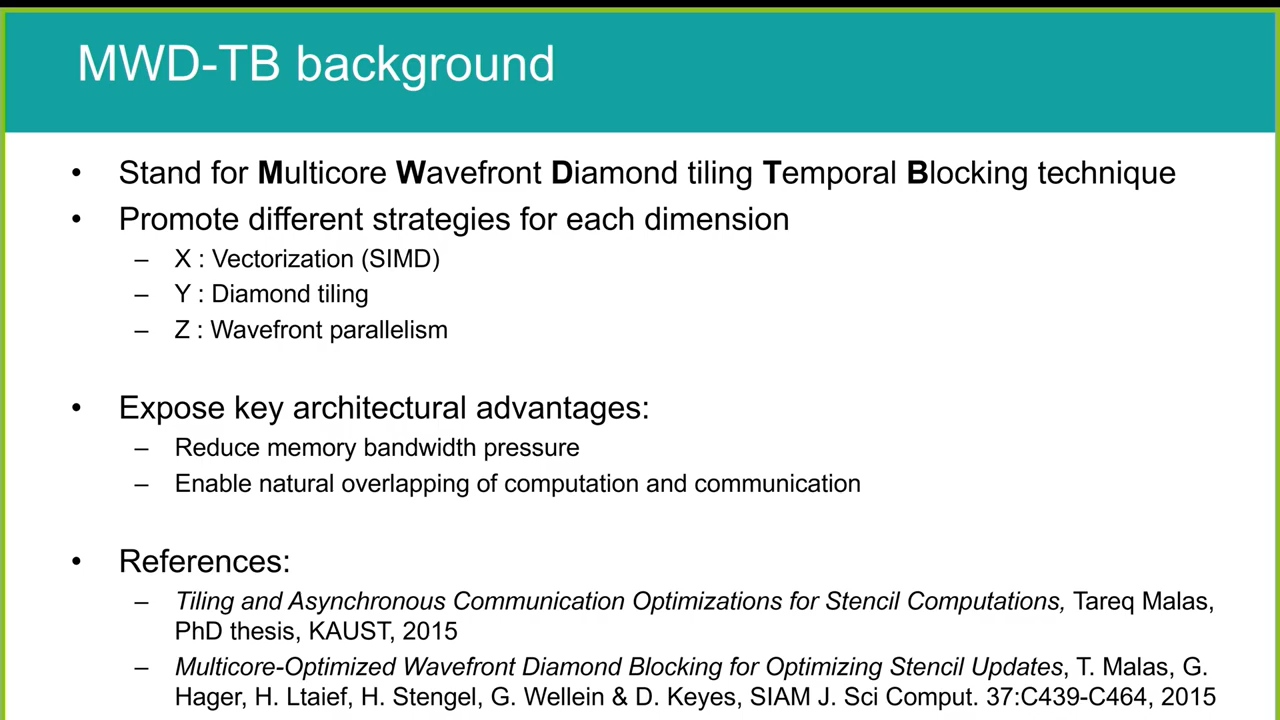 MWD-TB background
• Stand for Multicore Wavefront Diamond tiling Temporal Blocking technique
• Promote different strategies for each dimension
– X : Vectorization (SIMD)
– Y : Diamond tiling
– Z : Wavefront parallelism
• Expose key architectural advantages:
– Reduce memory bandwidth pressure
– Enable natural overlapping of computation and communication
• References:
– Tiling and Asynchronous Communication Optimizations for Stencil Computations, Tareq Malas,
PhD thesis, KAUST, 2015
– Multicore-Optimized Wavefront Diamond Blocking for Optimizing Stencil Updates, T. Malas, G.
Hager, H. Ltaief, H. Stengel, G. Wellein & D. Keyes, SIAM J. Sci Comput. 37:C439-C464, 2015